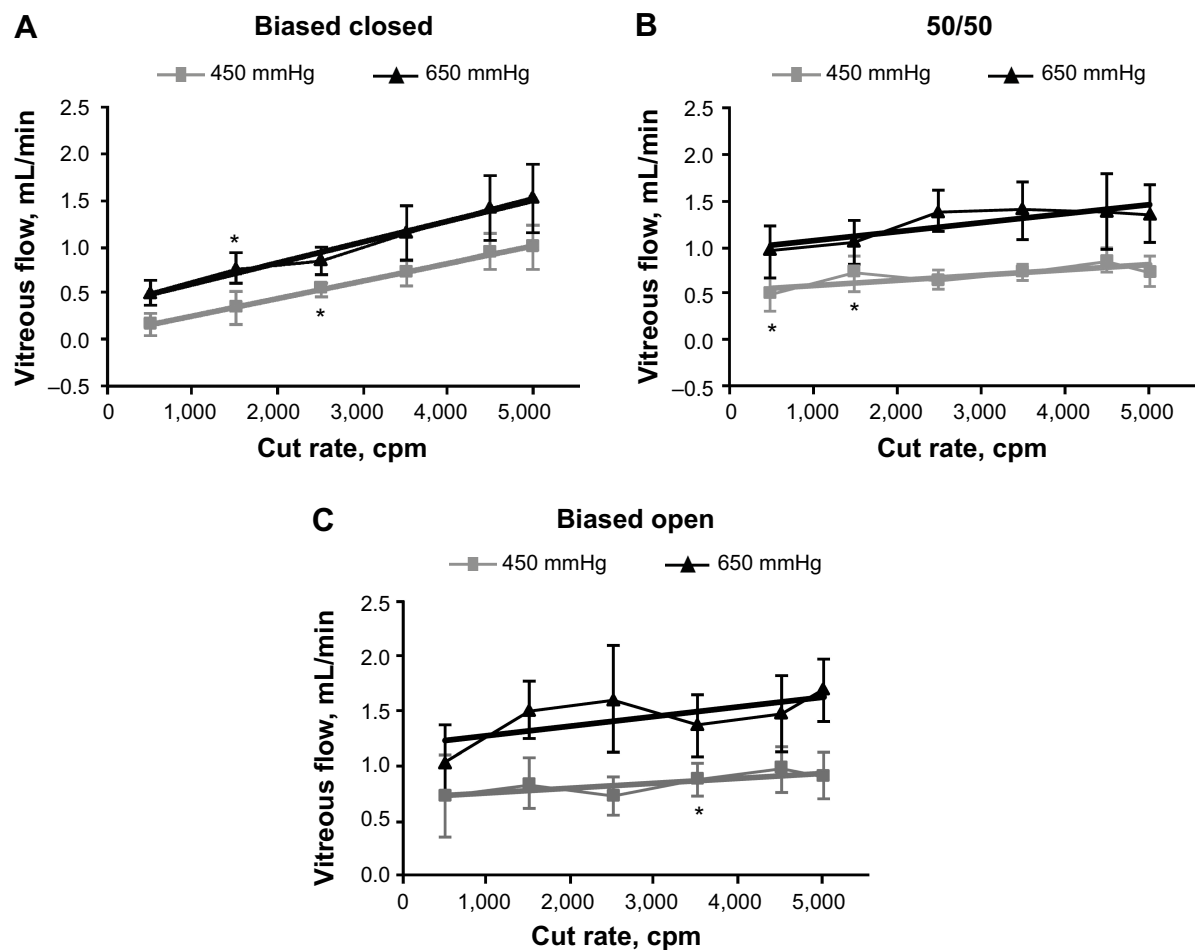 A Biased closed
450 mmHg 650 mmHg
Vitreous flow, mL/min
2.5
2.0
1.5
1.0
0.5
0.0
–0.5
*
*
0 1,000 2,000 3,000 4,000 5,000
Cut rate, cpm
B 50/50
450 mmHg 650 mmHg
Vitreous flow, mL/min
2.5
2.0
1.5
1.0
0.5
0.0
–0.5
* *
0 1,000 2,000 3,000 4,000 5,000
Cut rate, cpm
C Biased open
450 mmHg 650 mmHg
Vitreous flow, mL/min
2.5
2.0
1.5
1.0
0.5
0.0
*
0 1,000 2,000 3,000 4,000 5,000
Cut rate, cpm